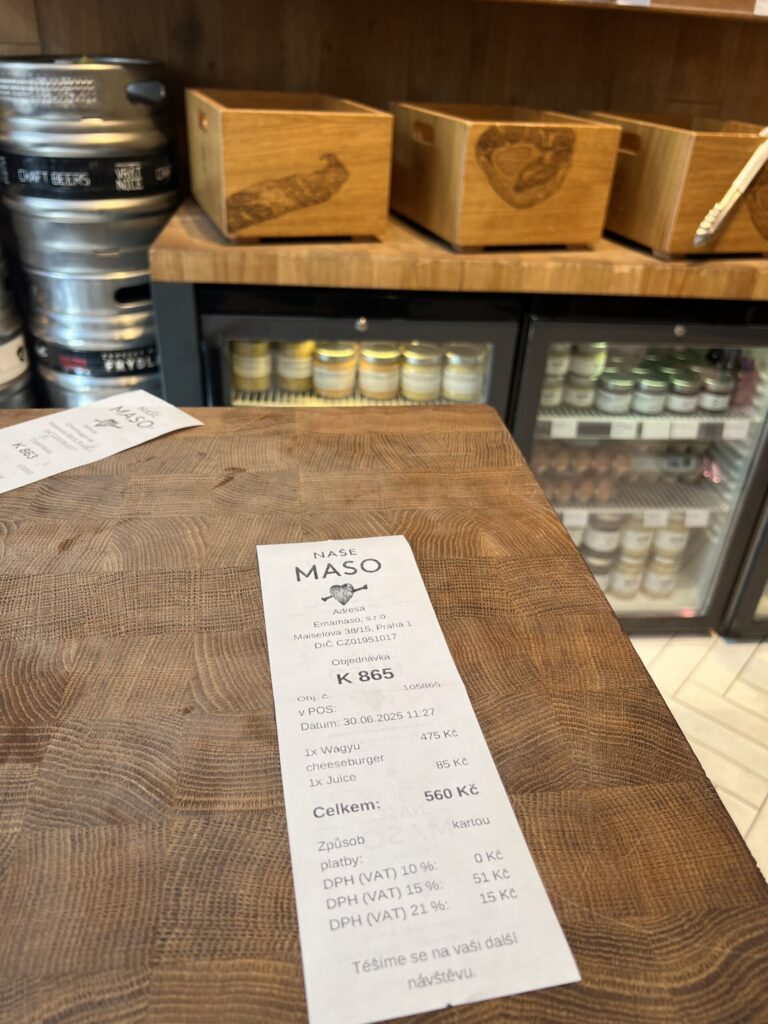 CRAFT BEERS
NAŠE
MASO
K 863
NAŠE
MASO
Adresa
Emamaso, s.r.o.
Maiselova 38/15, Praha 1
DIČ CZ01951017
Objednávka
K 865
Obj. č. 105865
v POS:
Datum: 30.06.2025 11:27
1x Wagyu 475 Kč
cheeseburger
1x Juice 85 Kč
Celkem: 560 Kč
Způsob kartou
platby:
DPH (VAT) 10 %: 0 Kč
DPH (VAT) 15 %: 51 Kč
DPH (VAT) 21 %: 15 Kč
Těšíme se na vaši další
návštěvu.